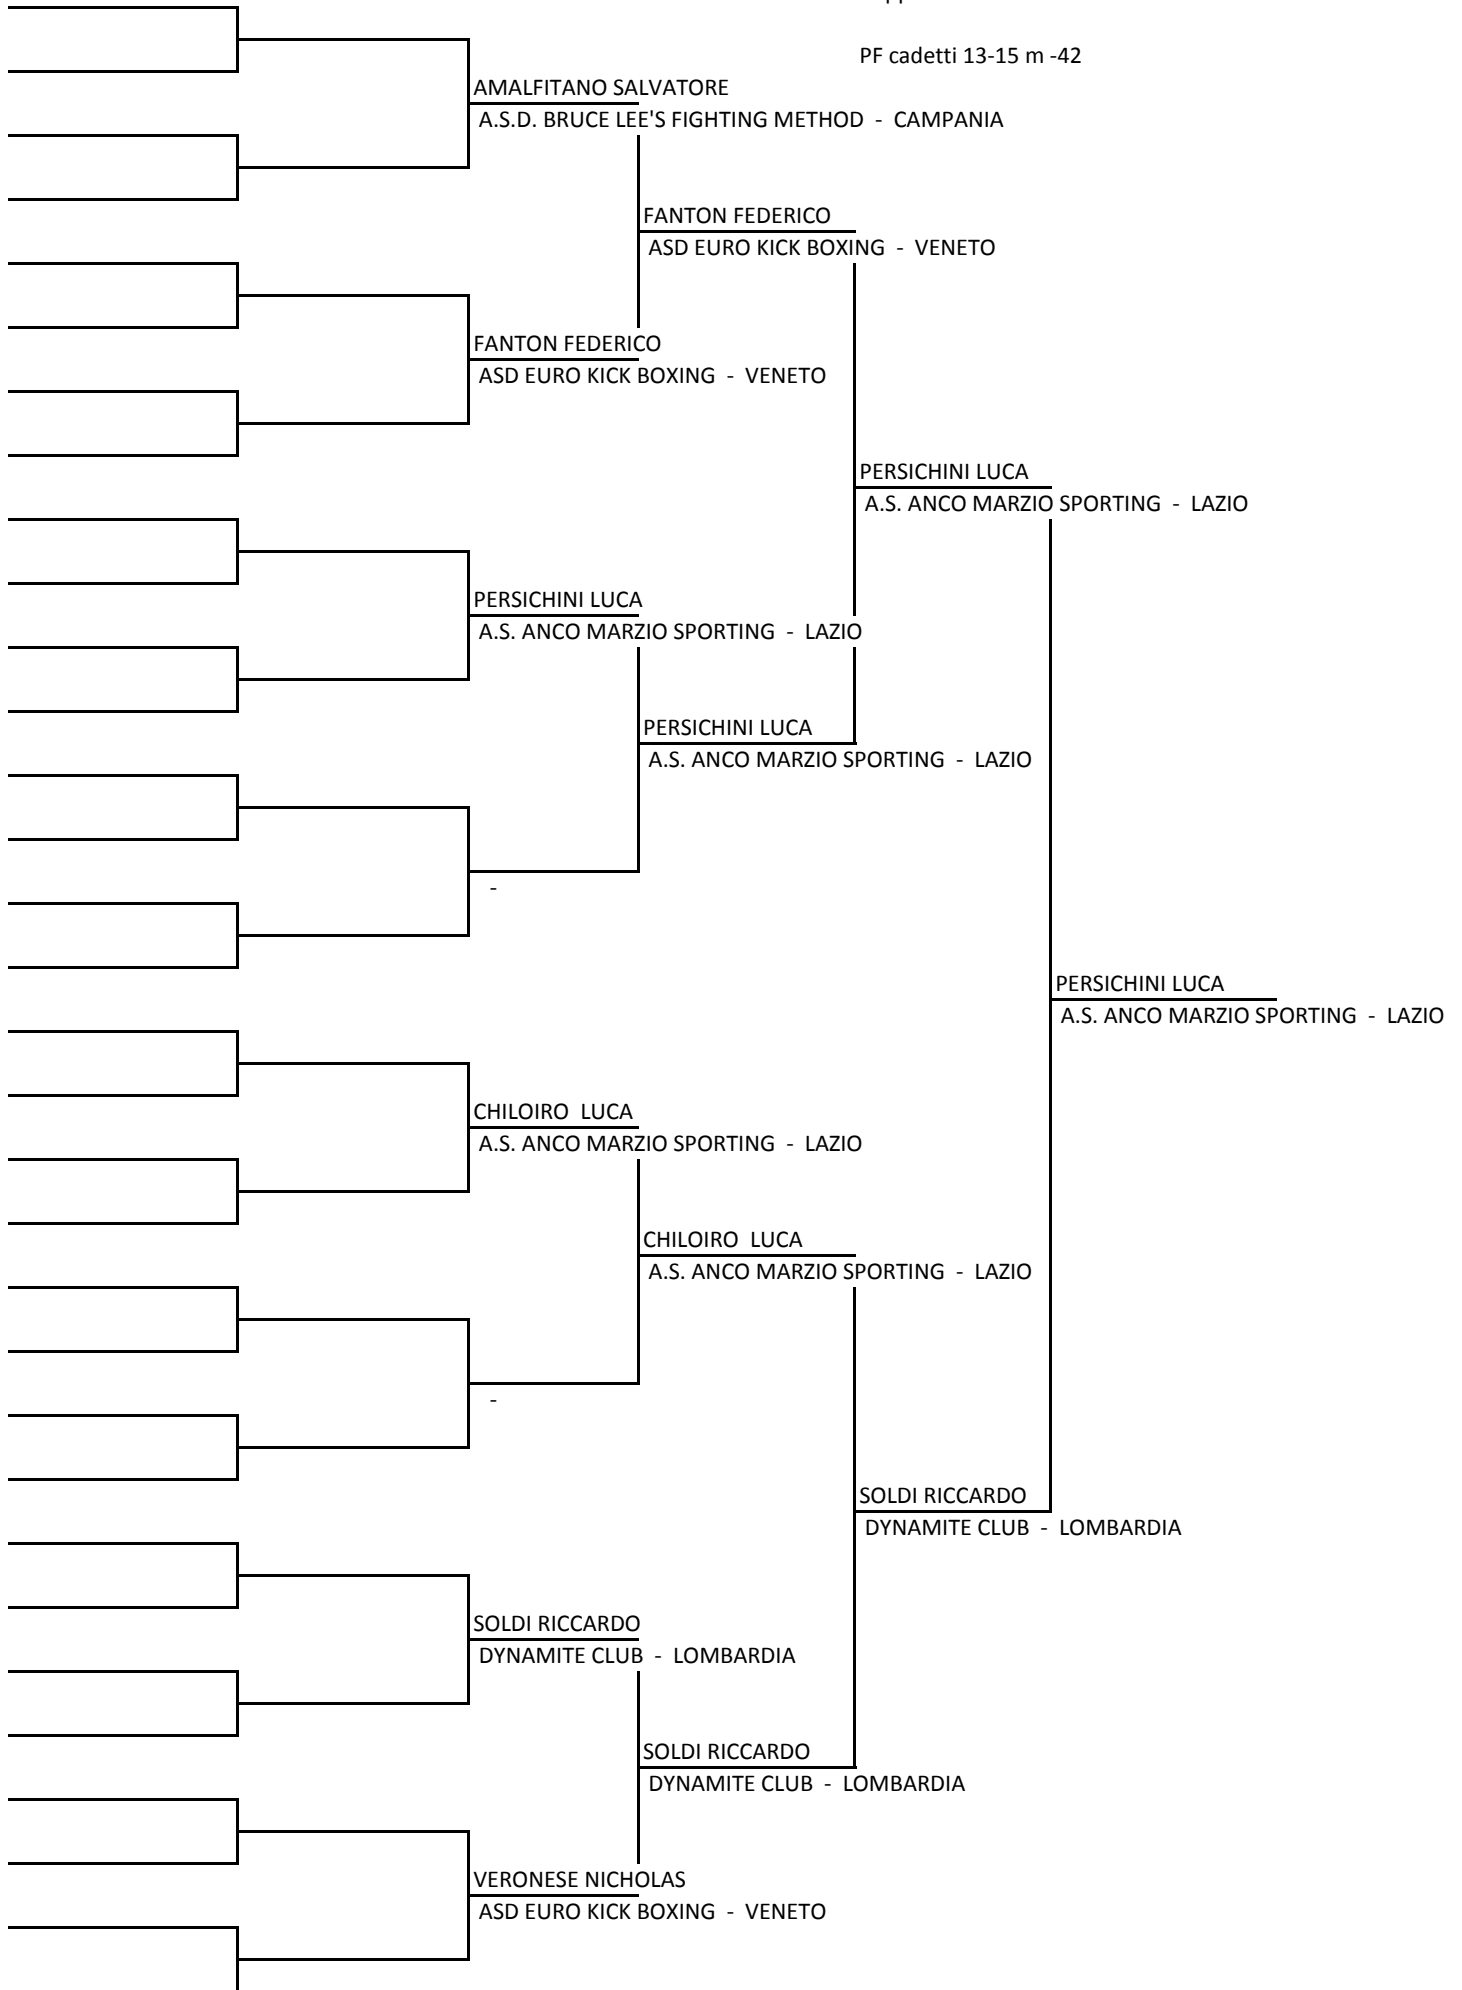 PF cadetti 13-15 m -42
AMALFITANO SALVATORE
A.S.D. BRUCE LEE'S FIGHTING METHOD - CAMPANIA
FANTON FEDERICO
ASD EURO KICK BOXING - VENETO
FANTON FEDERICO
ASD EURO KICK BOXING - VENETO
PERSICHINI LUCA
A.S. ANCO MARZIO SPORTING - LAZIO
PERSICHINI LUCA
A.S. ANCO MARZIO SPORTING - LAZIO
PERSICHINI LUCA
A.S. ANCO MARZIO SPORTING - LAZIO
-
PERSICHINI LUCA
A.S. ANCO MARZIO SPORTING - LAZIO
CHILOIRO LUCA
A.S. ANCO MARZIO SPORTING - LAZIO
CHILOIRO LUCA
A.S. ANCO MARZIO SPORTING - LAZIO
-
SOLDI RICCARDO
DYNAMITE CLUB - LOMBARDIA
SOLDI RICCARDO
DYNAMITE CLUB - LOMBARDIA
SOLDI RICCARDO
DYNAMITE CLUB - LOMBARDIA
VERONESE NICHOLAS
ASD EURO KICK BOXING - VENETO